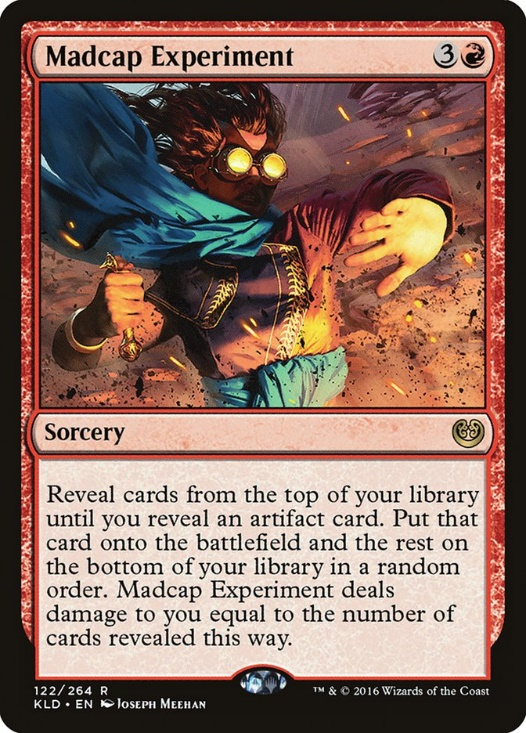 Madcap Experiment 3
Sorcery
Reveal cards from the top of your library
until you reveal an artifact card. Put that
card onto the battlefield and the rest on
the bottom of your library in a random
order. Madcap Experiment deals
damage to you equal to the number of
cards revealed this way.
122/264 R
KLD • EN Joseph Meehan
™ & © 2016 Wizards of the Coast